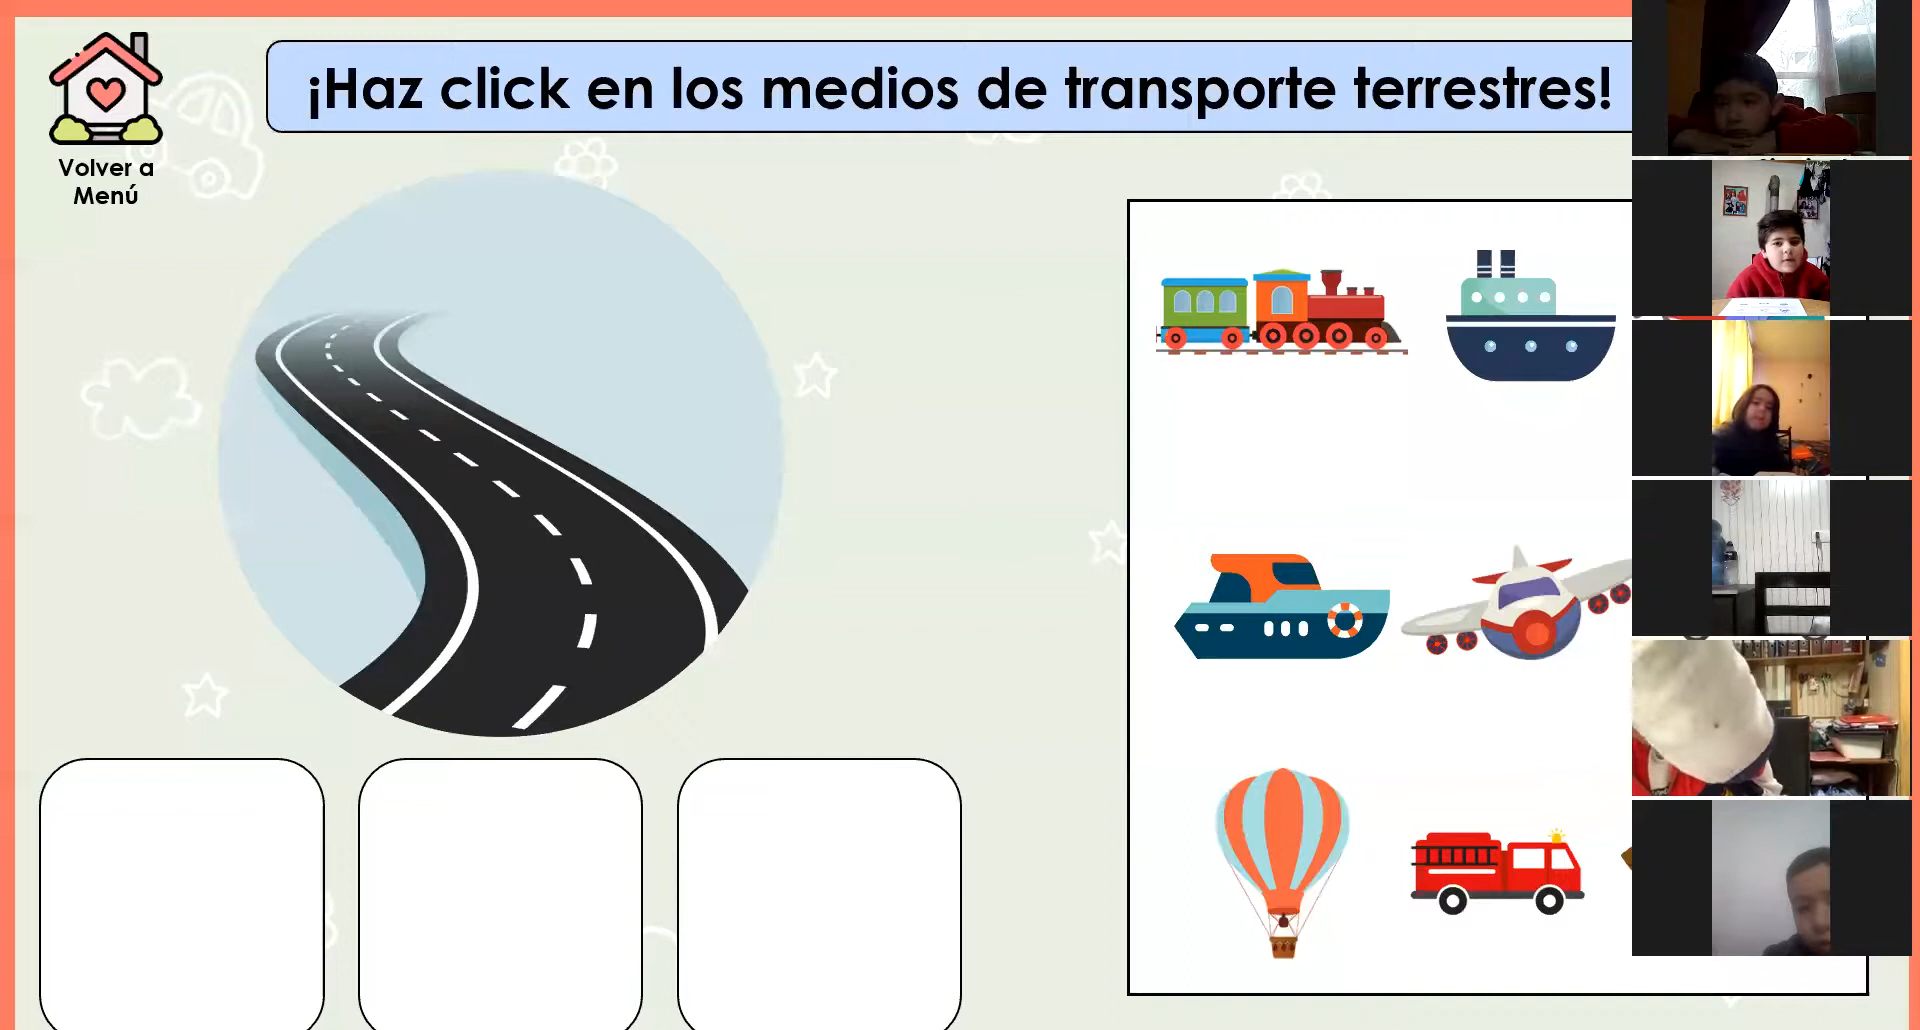 ¡Haz click en los medios de transporte terrestres!
Volver a
Menú